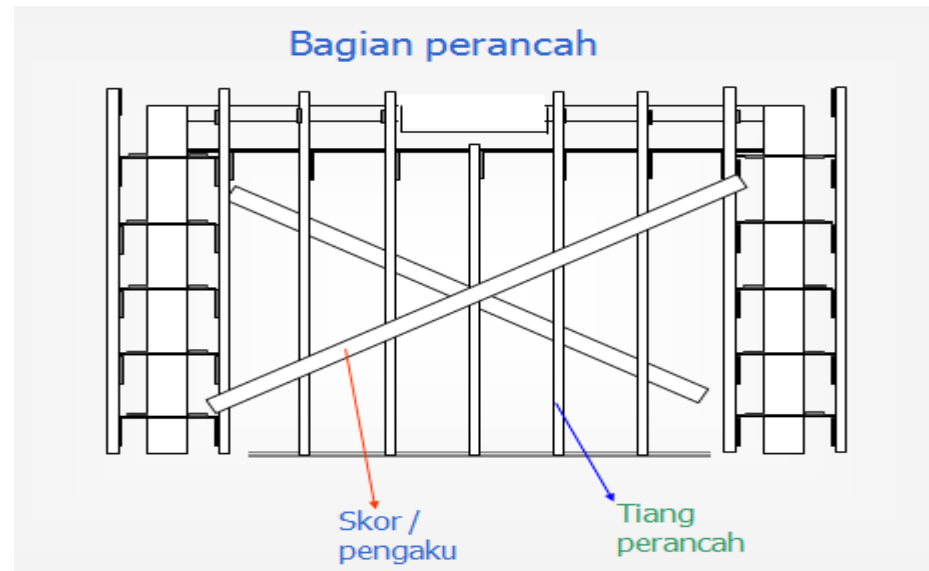 Bagian perancah
Skor /
pengaku
Tiang
perancah